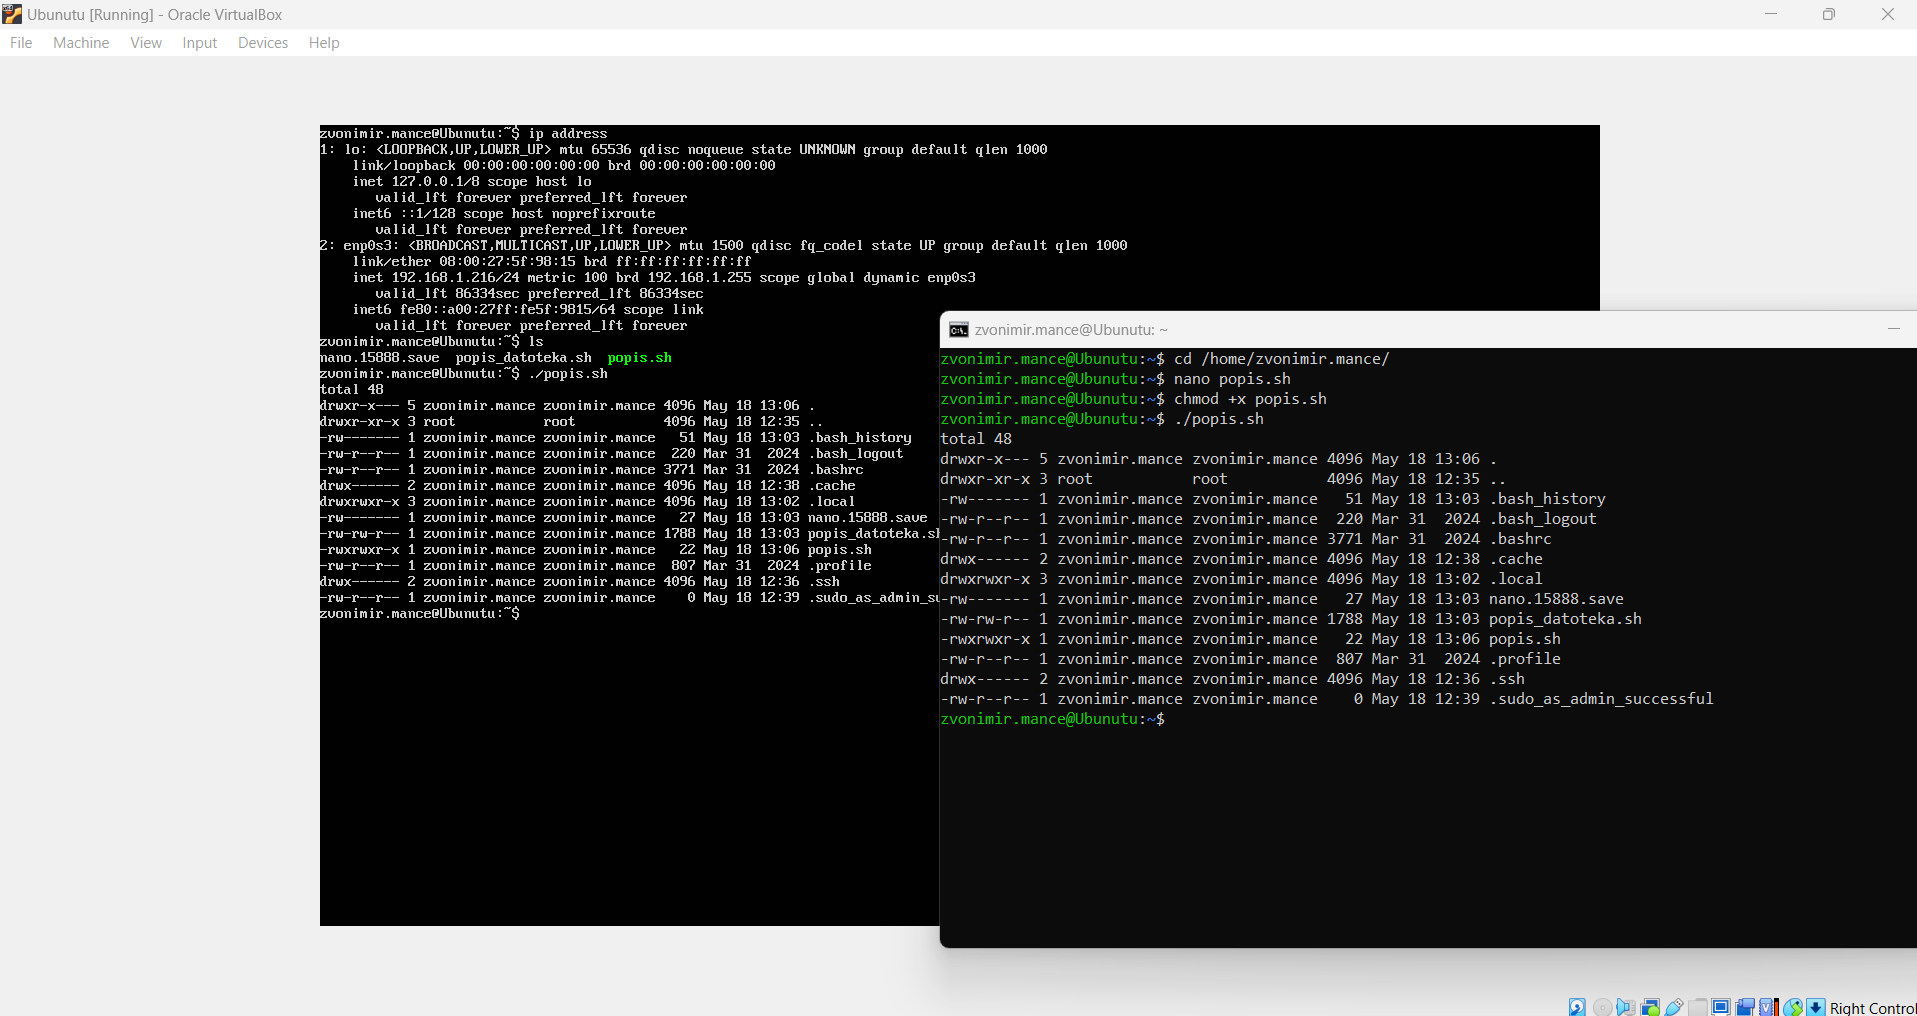 Ubunutu [Running] - Oracle VirtualBox
File Machine View Input Devices Help
zvonimir.mance@Ubunutu:~$ ip address
1: lo: <LOOPBACK,UP,LOWER_UP> mtu 65536 qdisc noqueue state UNKNOWN group default qlen 1000
link/loopback 00:00:00:00:00:00 brd 00:00:00:00:00:00
inet 127.0.0.1/8 scope host lo
valid_lft forever preferred_lft forever
inet6 ::1/128 scope host noprefixroute
valid_lft forever preferred_lft forever
2: enp0s3: <BROADCAST,MULTICAST,UP,LOWER_UP> mtu 1500 qdisc fq_codel state UP group default qlen 1000
link/ether 08:00:27:5f:98:15 brd ff:ff:ff:ff:ff:ff
inet 192.168.1.216/24 metric 100 brd 192.168.1.255 scope global dynamic enp0s3
valid_lft 86334sec preferred_lft 86334sec
inet6 fe80::a00:27ff:fe5f:9815/64 scope link
valid_lft forever preferred_lft forever
zvonimir.mance@Ubunutu:~$ ls
nano.15888.save popis_datoteka.sh popis.sh
zvonimir.mance@Ubunutu:~$ ./popis.sh
total 48
drwxr-x--- 5 zvonimir.mance zvonimir.mance 4096 May 18 13:06 .
drwxr-xr-x 3 root root 4096 May 18 12:35 ..
-rw------- 1 zvonimir.mance zvonimir.mance 51 May 18 13:03 .bash_history
-rw-r--r-- 1 zvonimir.mance zvonimir.mance 220 Mar 31 2024 .bash_logout
-rw-r--r-- 1 zvonimir.mance zvonimir.mance 3771 Mar 31 2024 .bashrc
drwx------ 2 zvonimir.mance zvonimir.mance 4096 May 18 12:38 .cache
drwxrwxr-x 3 zvonimir.mance zvonimir.mance 4096 May 18 13:02 .local
-rw------- 1 zvonimir.mance zvonimir.mance 27 May 18 13:03 nano.15888.save
-rw-rw-r-- 1 zvonimir.mance zvonimir.mance 1788 May 18 13:03 popis_datoteka.sh
-rwxrwxr-x 1 zvonimir.mance zvonimir.mance 22 May 18 13:06 popis.sh
-rw-r--r-- 1 zvonimir.mance zvonimir.mance 807 Mar 31 2024 .profile
drwx------ 2 zvonimir.mance zvonimir.mance 4096 May 18 12:36 .ssh
-rw-r--r-- 1 zvonimir.mance zvonimir.mance 0 May 18 12:39 .sudo_as_admin_su
zvonimir.mance@Ubunutu:~$
zvonimir.mance@Ubunutu: ~
zvonimir.mance@Ubunutu:~$ cd /home/zvonimir.mance/
zvonimir.mance@Ubunutu:~$ nano popis.sh
zvonimir.mance@Ubunutu:~$ chmod +x popis.sh
zvonimir.mance@Ubunutu:~$ ./popis.sh
total 48
drwxr-x--- 5 zvonimir.mance zvonimir.mance 4096 May 18 13:06 .
drwxr-xr-x 3 root root 4096 May 18 12:35 ..
-rw------- 1 zvonimir.mance zvonimir.mance 51 May 18 13:03 .bash_history
-rw-r--r-- 1 zvonimir.mance zvonimir.mance 220 Mar 31 2024 .bash_logout
-rw-r--r-- 1 zvonimir.mance zvonimir.mance 3771 Mar 31 2024 .bashrc
drwx------ 2 zvonimir.mance zvonimir.mance 4096 May 18 12:38 .cache
drwxrwxr-x 3 zvonimir.mance zvonimir.mance 4096 May 18 13:02 .local
-rw------- 1 zvonimir.mance zvonimir.mance 27 May 18 13:03 nano.15888.save
-rw-rw-r-- 1 zvonimir.mance zvonimir.mance 1788 May 18 13:03 popis_datoteka.sh
-rwxrwxr-x 1 zvonimir.mance zvonimir.mance 22 May 18 13:06 popis.sh
-rw-r--r-- 1 zvonimir.mance zvonimir.mance 807 Mar 31 2024 .profile
drwx------ 2 zvonimir.mance zvonimir.mance 4096 May 18 12:36 .ssh
-rw-r--r-- 1 zvonimir.mance zvonimir.mance 0 May 18 12:39 .sudo_as_admin_successful
zvonimir.mance@Ubunutu:~$
Right Control